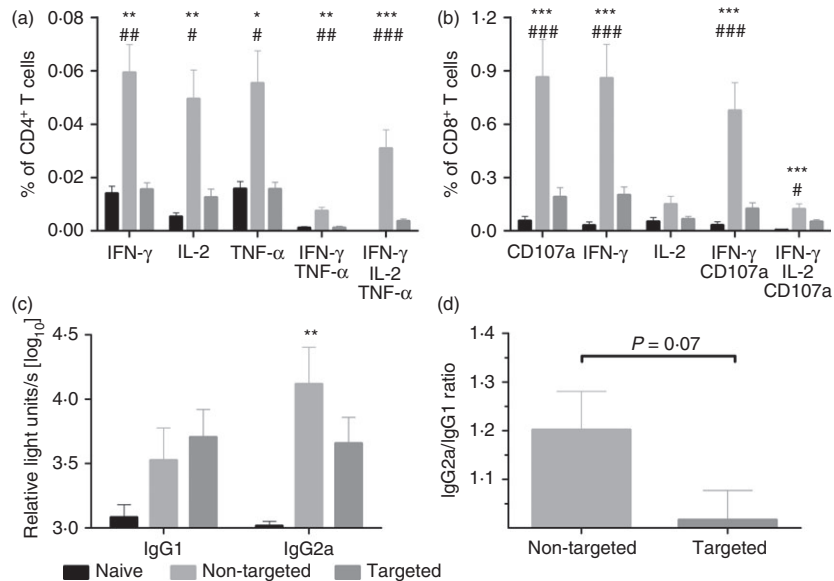 (a)
** ** * ** ***
## # # ## ###
0·08
0·06
0·04
0·02
0·00
% of CD4+ T cells
IFN-γ IL-2 TNF-α IFN-γ IFN-γ
TNF-α IL-2
TNF-α
(b)
*** *** *** ***
### ### ### #
1·2
0·9
0·6
0·3
0·0
% of CD8+ T cells
CD107a IFN-γ IL-2 IFN-γ IFN-γ
CD107a IL-2
CD107a
(c)
**
4·5
4·0
3·5
3·0
Relative light units/s [log10]
IgG1 IgG2a
(d)
P = 0·07
1·4
1·3
1·2
1·1
IgG2a/IgG1 ratio
Non-targeted Targeted
Naive Non-targeted Targeted